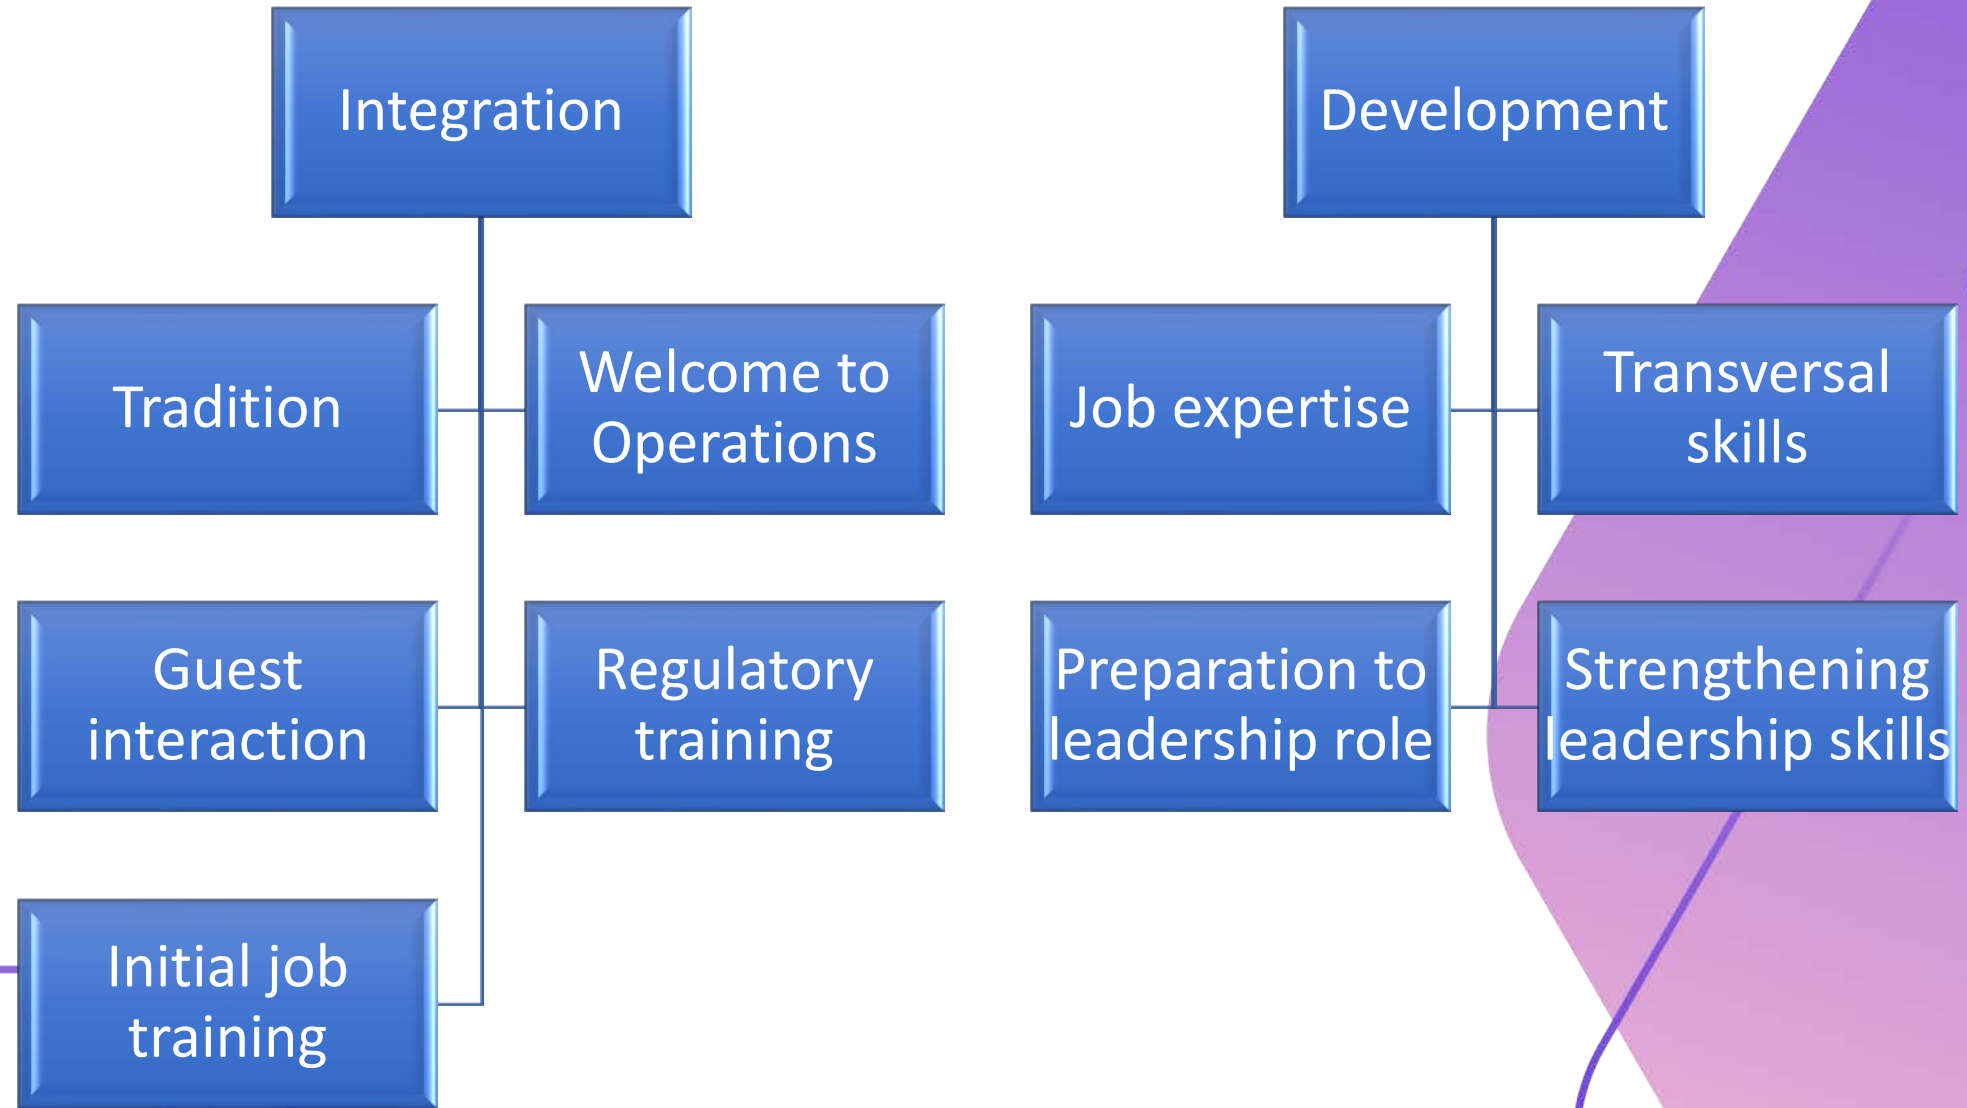 Integration
Tradition
Welcome to
Operations
Guest
interaction
Regulatory
training
Initial job
training
Development
Job expertise
Transversal
skills
Preparation to
leadership role
Strengthening
leadership skills